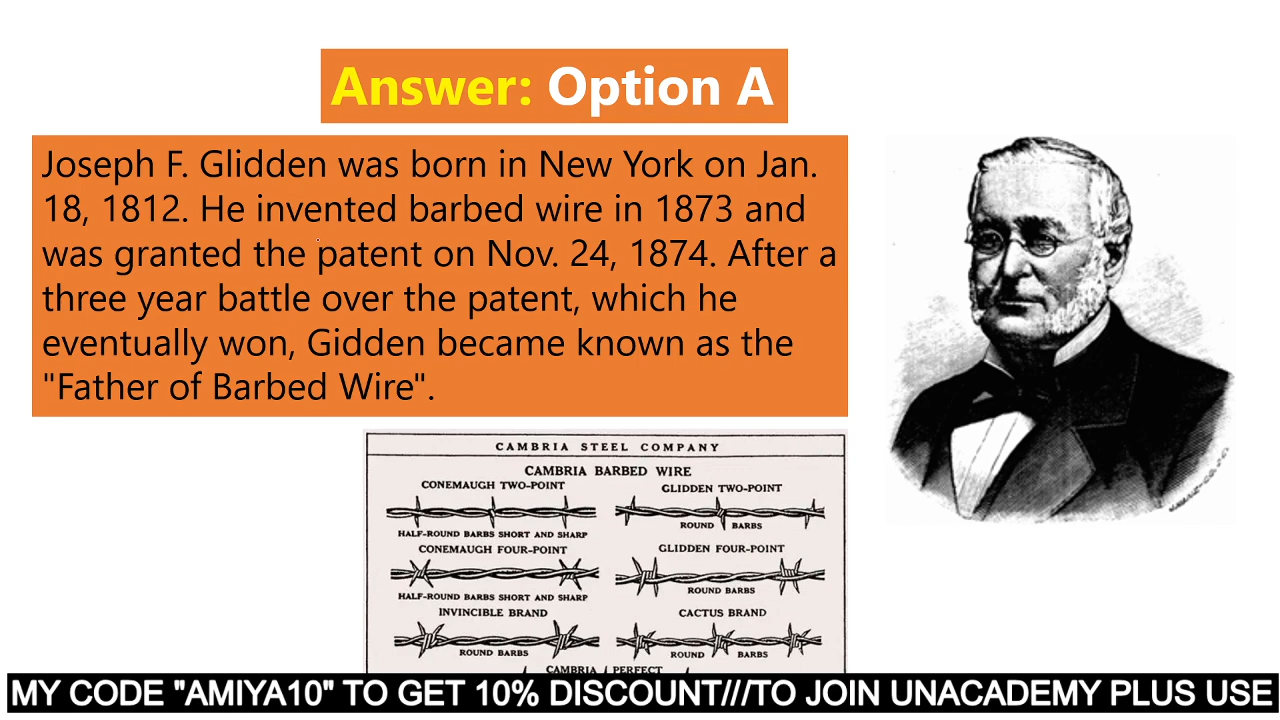 Answer: Option A
Joseph F. Glidden was born in New York on Jan.
18, 1812. He invented barbed wire in 1873 and
was granted the patent on Nov. 24, 1874. After a
three year battle over the patent, which he
eventually won, Gidden became known as the
"Father of Barbed Wire".
CAMBRIA STEEL COMPANY
CAMBRIA BARBED WIRE
CONEMAUGH TWO-POINT
HALF-ROUND BARBS SHORT AND SHARP
GLIDDEN TWO-POINT
ROUND BARBS
CONEMAUGH FOUR-POINT
HALF-ROUND BARBS SHORT AND SHARP
GLIDDEN FOUR-POINT
ROUND BARBS
INVINCIBLE BRAND
ROUND BARBS
CACTUS BRAND
ROUND BARBS
CAMBRIA PERFECT
MY CODE "AMIYA10" TO GET 10% DISCOUNT///TO JOIN UNACADEMY PLUS USE